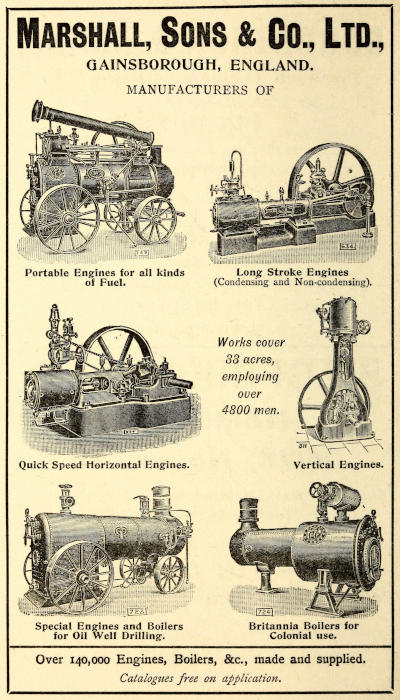 MARSHALL, SONS & CO., LTD.,
GAINSBOROUGH, ENGLAND.
MANUFACTURERS OF
Portable Engines for all kinds
of Fuel.
Long Stroke Engines
(Condensing and Non-condensing).
Works cover
33 acres,
employing
over
4800 men.
Quick Speed Horizontal Engines.
Vertical Engines.
Special Engines and Boilers
for Oil Well Drilling.
Britannia Boilers for
Colonial use.
Over 140,000 Engines, Boilers, &c., made and supplied.
Catalogues free on application.